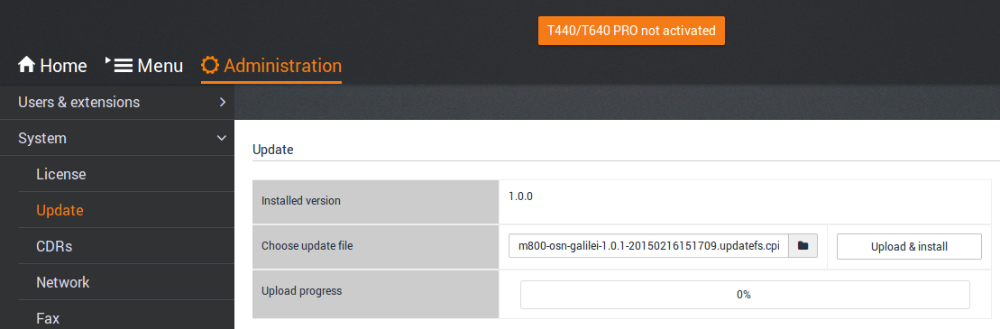 T440/T640 PRO not activated
Home Menu Administration
Users & extensions
System
License
Update
CDRs
Network
Fax
Update
Installed version 1.0.0
Choose update file m800-osn-galilei-1.0.1-20150216151709.updatefs.cpi Upload & install
Upload progress 0%